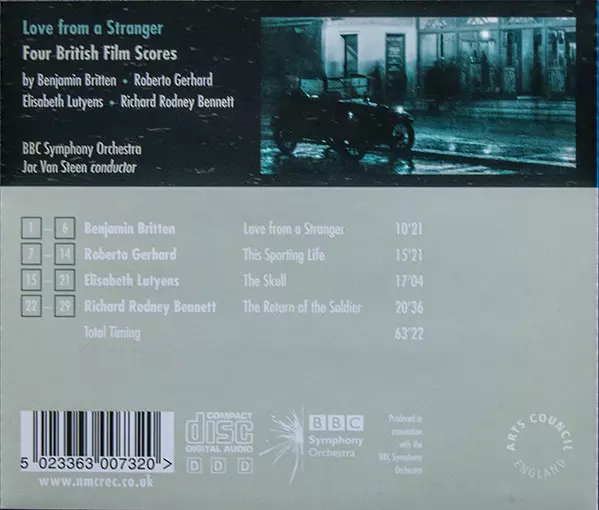 Love from a Stranger
Four British Film Scores
by Benjamin Britten • Roberto Gerhard
Elisabeth Lutyens • Richard Rodney Bennett
BBC Symphony Orchestra
Jac Van Steen conductor
1 – 6 Benjamin Britten Love from a Stranger 10'21
7 – 14 Roberto Gerhard This Sporting Life 15'21
15 – 21 Elisabeth Lutyens The Skull 17'04
22 – 29 Richard Rodney Bennett The Return of the Soldier 20'36
Total Timing 63'22
5 023363 007320 >
www.nmcrec.co.uk
COMPACT
disc
DIGITAL AUDIO
D D D
BBC
Symphony
Orchestra
Produced in
association
with the
BBC Symphony
Orchestra
ARTS COUNCIL
ENGLAND